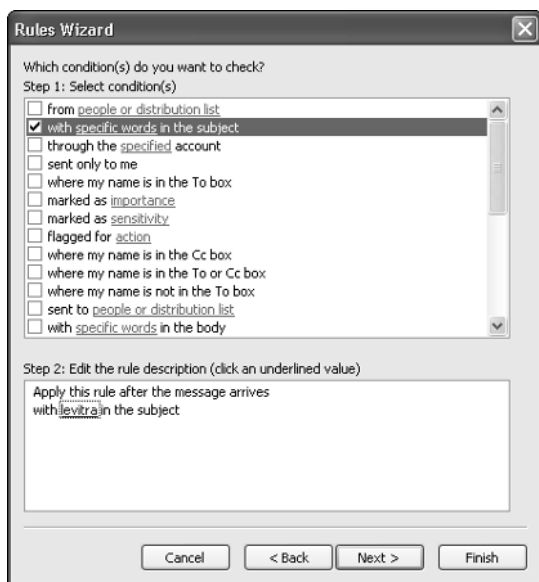 Rules Wizard
Which condition(s) do you want to check?
Step 1: Select condition(s)
from people or distribution list
with specific words in the subject
through the specified account
sent only to me
where my name is in the To box
marked as importance
marked as sensitivity
flagged for action
where my name is in the Cc box
where my name is in the To or Cc box
where my name is not in the To box
sent to people or distribution list
with specific words in the body
Step 2: Edit the rule description (click an underlined value)
Apply this rule after the message arrives
with levitra in the subject
Cancel < Back Next > Finish